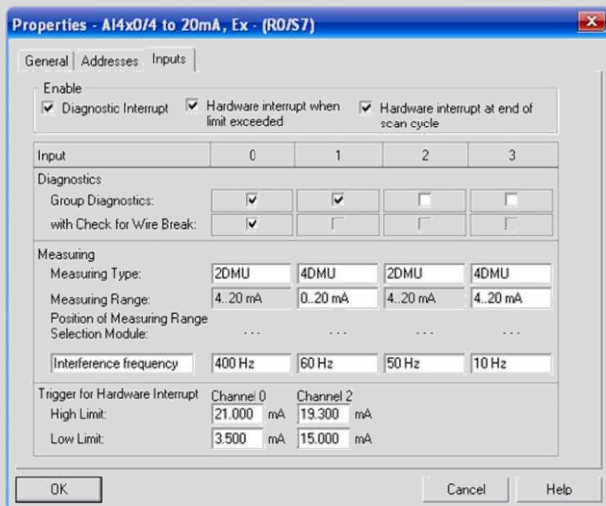 Properties - AI4x0/4 to 20mA, Ex - (R0/S7)
General Addresses Inputs
Enable
Diagnostic Interrupt Hardware interrupt when limit exceeded Hardware interrupt at end of scan cycle
Input 0 1 2 3
Diagnostics
Group Diagnostics:
with Check for Wire Break:
Measuring
Measuring Type: 2DMU 4DMU 2DMU 4DMU
Measuring Range: 4..20 mA 0..20 mA 4..20 mA 4..20 mA
Position of Measuring Range
Selection Module: ... ... ... ...
Interference frequency 400 Hz 60 Hz 50 Hz 10 Hz
Trigger for Hardware Interrupt Channel 0 Channel 2
High Limit: 21.000 mA 19.300 mA
Low Limit: 3.500 mA 15.000 mA
OK Cancel Help